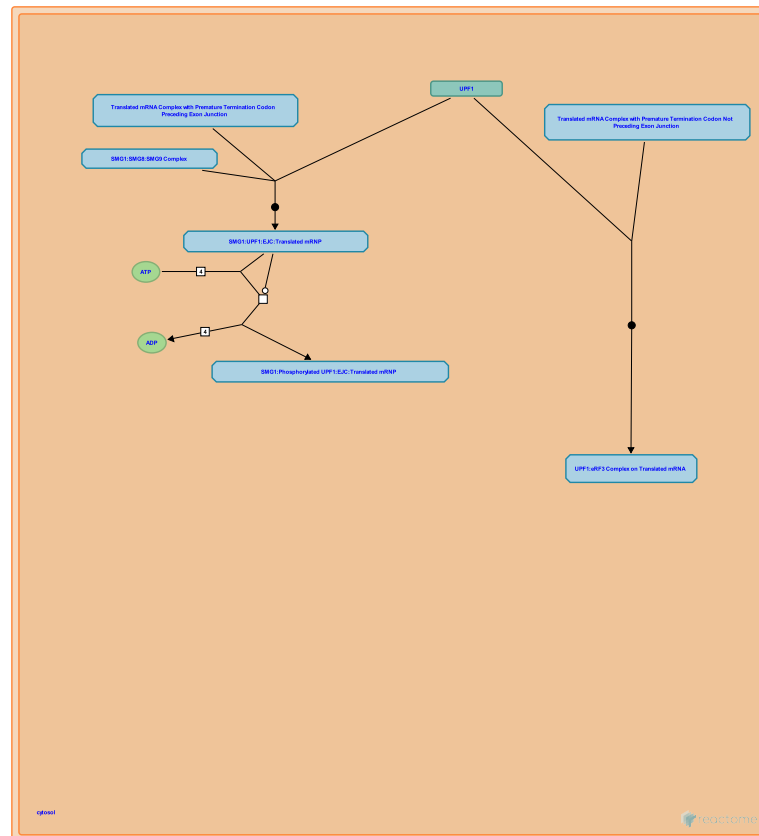 UPF1
Translated mRNA Complex with Premature Termination Codon
Preceding Exon Junction
Translated mRNA Complex with Premature Termination Codon Not
Preceding Exon Junction
SMG1:SMG8:SMG9 Complex
SMG1:UPF1:EJC:Translated mRNP
ATP
4
4
ADP
SMG1:Phosphorylated UPF1:EJC:Translated mRNP
UPF1:eRF3 Complex on Translated mRNA
cytosol
reactome